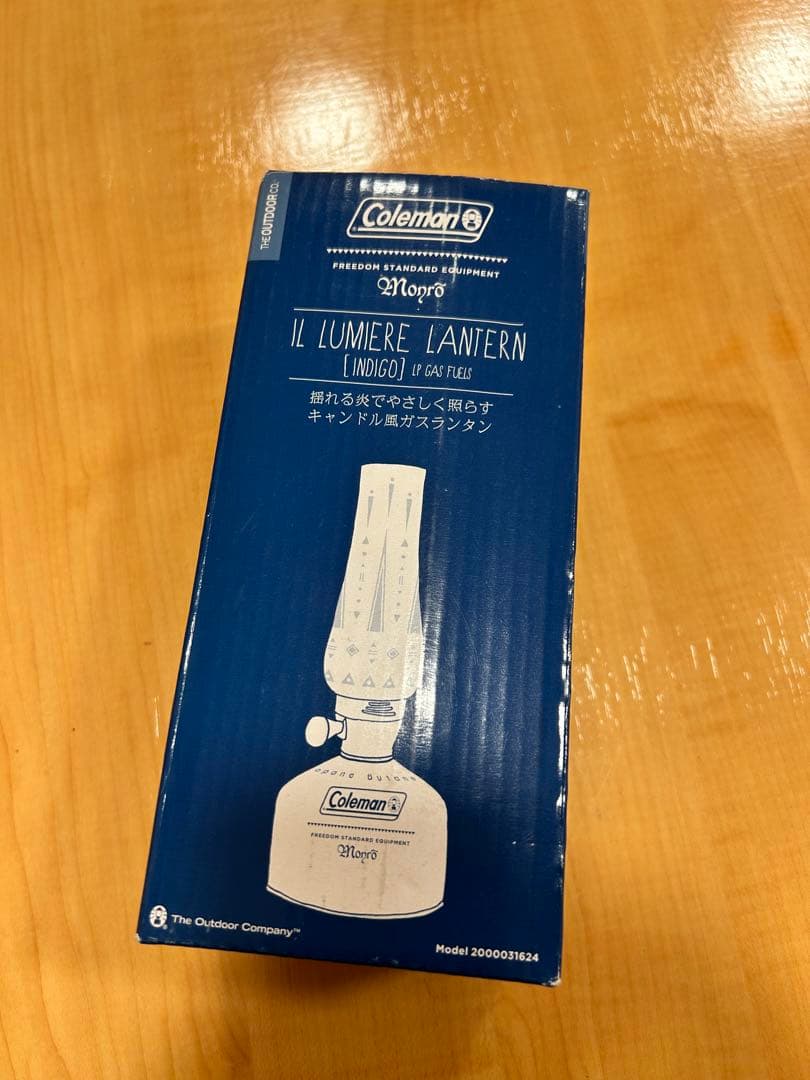 THE OUTDOOR CO.
Coleman
FREEDOM STANDARD EQUIPMENT
Monro
IL LUMIERE LANTERN
[INDIGO] LP GAS FUELS
揺れる炎でやさしく照らす
キャンドル風ガスランタン
opane butane
Coleman
FREEDOM STANDARD EQUIPMENT
Monro
The Outdoor Company™
Model 2000031624